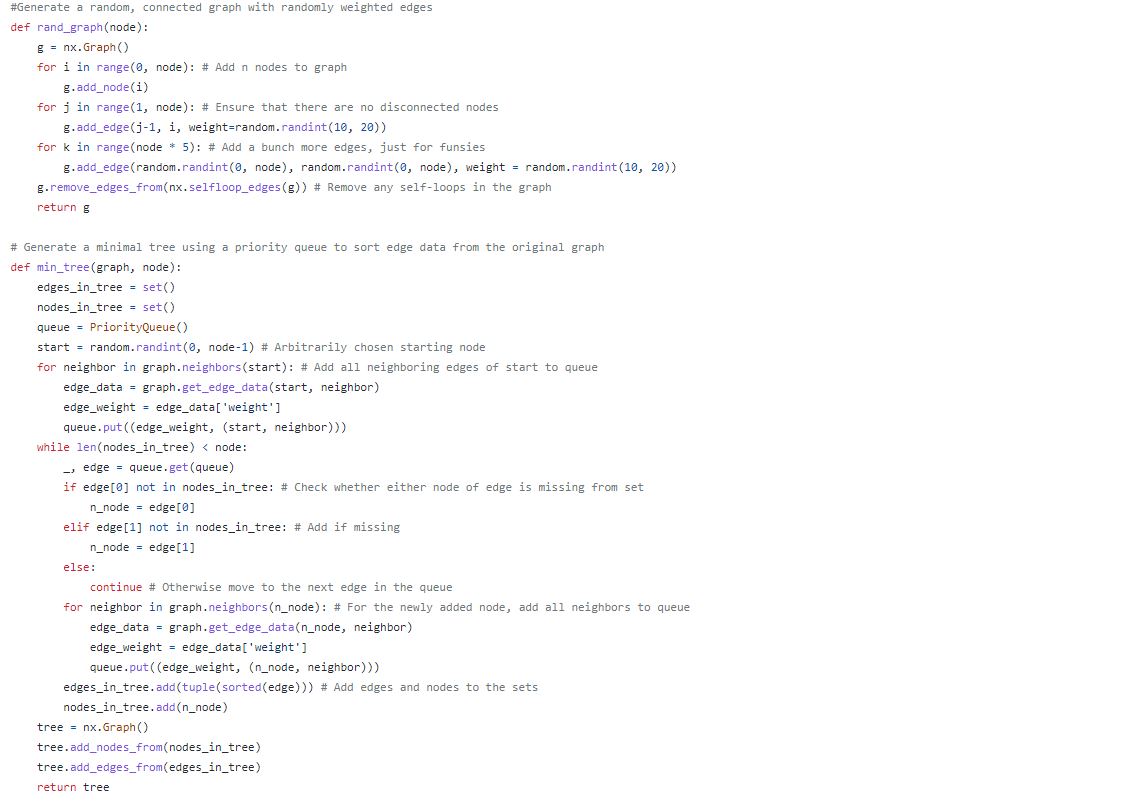 #Generate a random, connected graph with randomly weighted edges
def rand_graph(node):
    g = nx.Graph()
    for i in range(0, node): # Add n nodes to graph
        g.add_node(i)
    for j in range(1, node): # Ensure that there are no disconnected nodes
        g.add_edge(j-1, i, weight=random.randint(10, 20))
    for k in range(node * 5): # Add a bunch more edges, just for funsies
        g.add_edge(random.randint(0, node), random.randint(0, node), weight = random.randint(10, 20))
    g.remove_edges_from(nx.selfloop_edges(g)) # Remove any self-loops in the graph
    return g

# Generate a minimal tree using a priority queue to sort edge data from the original graph
def min_tree(graph, node):
    edges_in_tree = set()
    nodes_in_tree = set()
    queue = PriorityQueue()
    start = random.randint(0, node-1) # Arbitrarily chosen starting node
    for neighbor in graph.neighbors(start): # Add all neighboring edges of start to queue
        edge_data = graph.get_edge_data(start, neighbor)
        edge_weight = edge_data['weight']
        queue.put((edge_weight, (start, neighbor)))
    while len(nodes_in_tree) < node:
        _, edge = queue.get(queue)
        if edge[0] not in nodes_in_tree: # Check whether either node of edge is missing from set
            n_node = edge[0]
        elif edge[1] not in nodes_in_tree: # Add if missing
            n_node = edge[1]
        else:
            continue # Otherwise move to the next edge in the queue
        for neighbor in graph.neighbors(n_node): # For the newly added node, add all neighbors to queue
            edge_data = graph.get_edge_data(n_node, neighbor)
            edge_weight = edge_data['weight']
            queue.put((edge_weight, (n_node, neighbor)))
        edges_in_tree.add(tuple(sorted(edge))) # Add edges and nodes to the sets
        nodes_in_tree.add(n_node)
    tree = nx.Graph()
    tree.add_nodes_from(nodes_in_tree)
    tree.add_edges_from(edges_in_tree)
    return tree